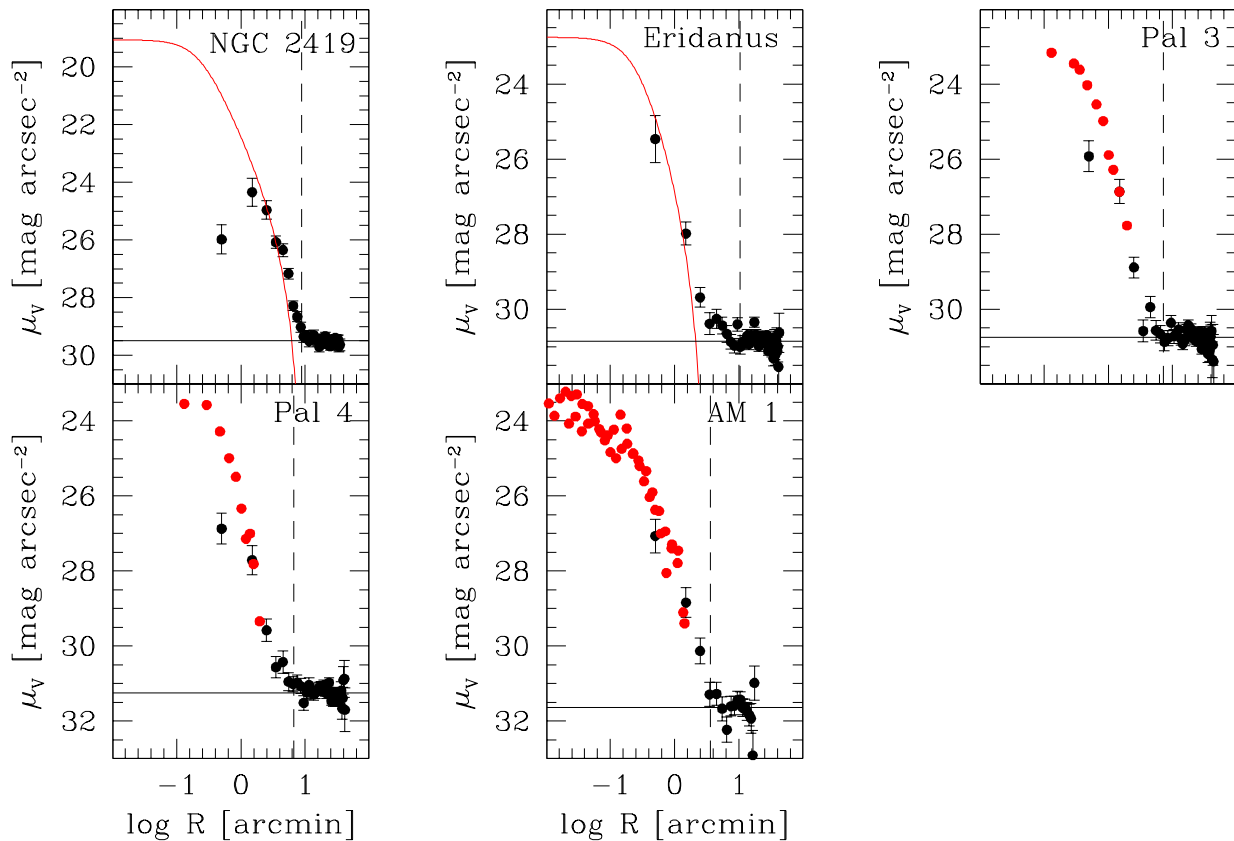 NGC 2419
Eridanus
Pal 3
20
22
24
26
28
30
μV [mag arcsec−2]
24
26
28
30
μV [mag arcsec−2]
24
26
28
30
μV [mag arcsec−2]
Pal 4
AM 1
24
26
28
30
32
μV [mag arcsec−2]
24
26
28
30
32
μV [mag arcsec−2]
−1 0 1
−1 0 1
log R [arcmin]
log R [arcmin]